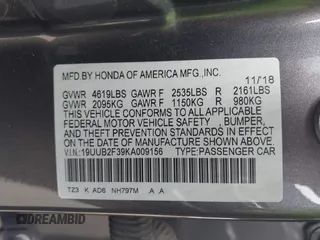 MFD.BY HONDA OF AMERICA MFG.,INC. 11/18
GVWR 4619LBS GAWR F 2535LBS R 2161LBS
GVWR 2095KG GAWR F 1150KG R 980KG
THIS VEHICLE CONFORMS TO ALL APPLICABLE
FEDERAL MOTOR VEHICLE SAFETY ,BUMPER,
AND THEFT PREVENTION STANDARDS IN EFFECT
ON THE DATE OF MANUFACTURE SHOWN ABOVE.
V.I.N:19UUB2F39KA009156 TYPE:PASSENGER CAR
T23 K AD6 NH797M .A .A
DREAMBID